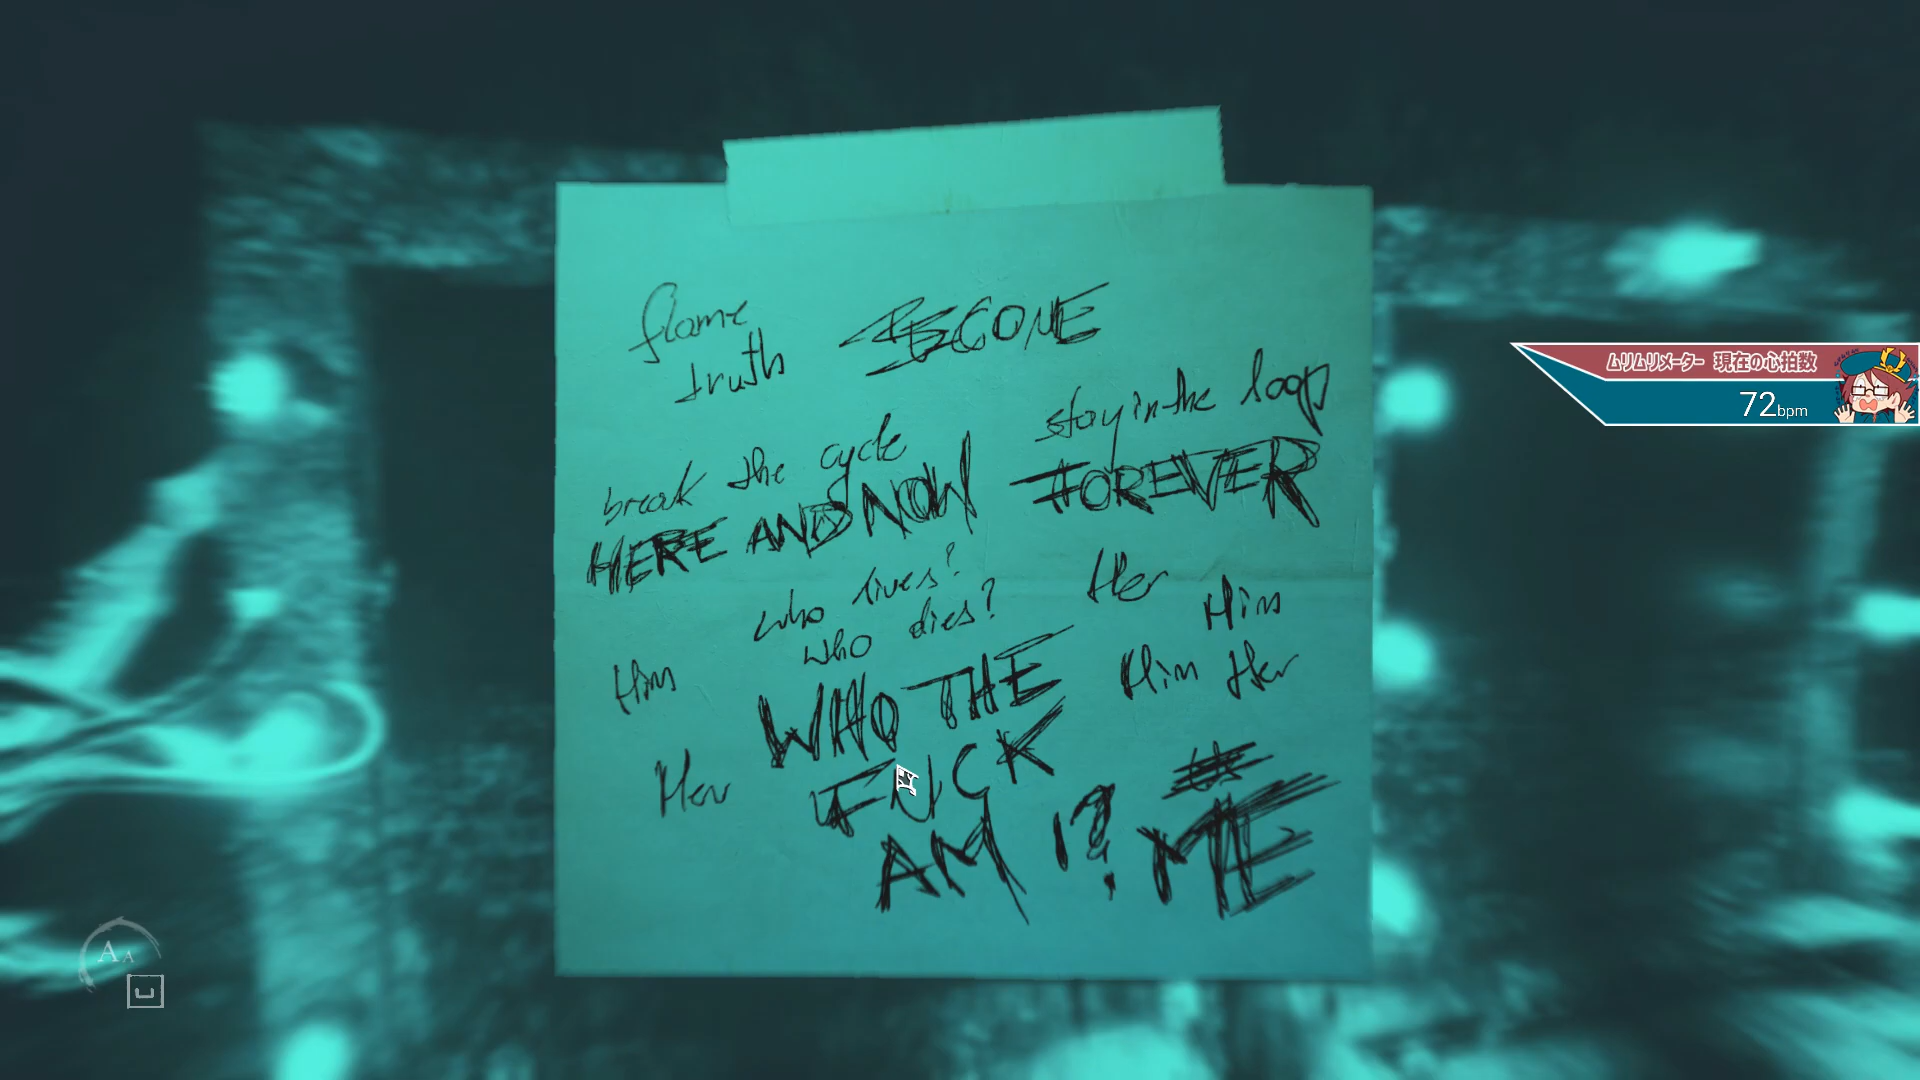 flame
truth
BECOME
break the cycle
HERE AND NOW
stay in the loop
FOREVER
who lives?
who dies?
Her
Him
Him
Him Her
Her
WHO THE
FUCK
AM I?
ME
ムリムリメーター 現在の心拍数
72bpm
AA